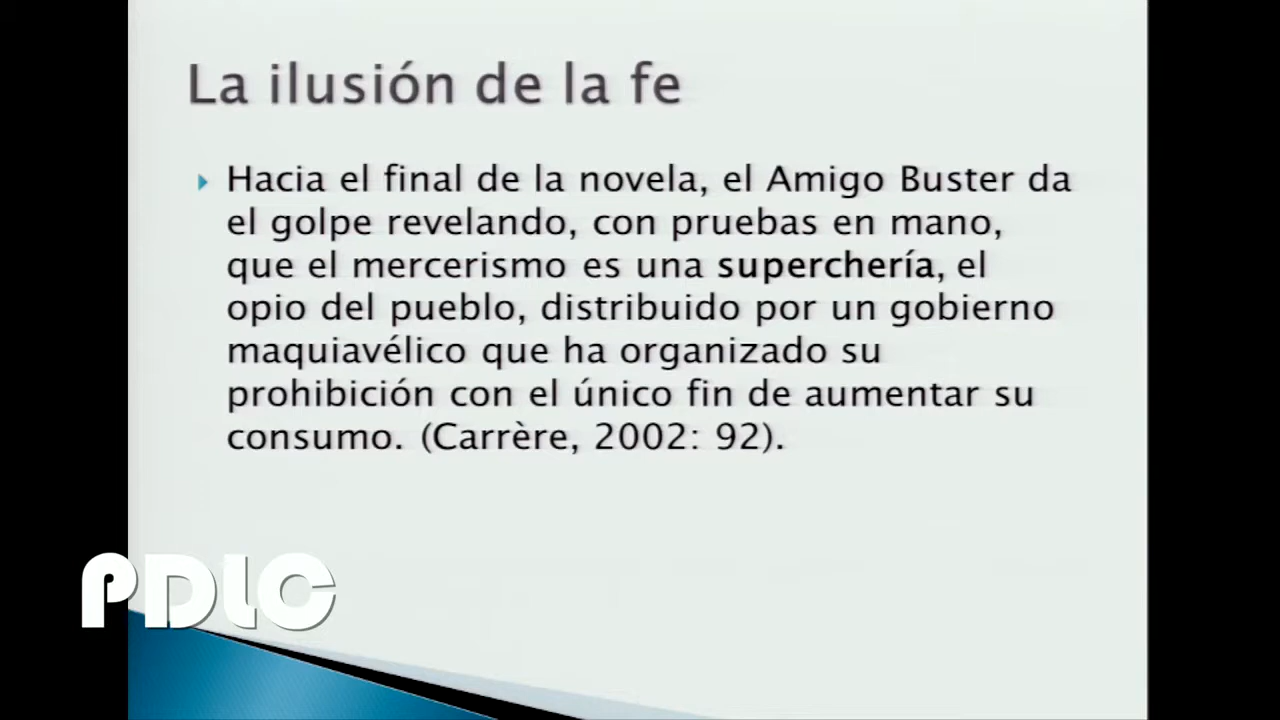 La ilusión de la fe
Hacia el final de la novela, el Amigo Buster da
el golpe revelando, con pruebas en mano,
que el mercerismo es una superchería, el
opio del pueblo, distribuido por un gobierno
maquiavélico que ha organizado su
prohibición con el único fin de aumentar su
consumo. (Carrère, 2002: 92).
PDLC